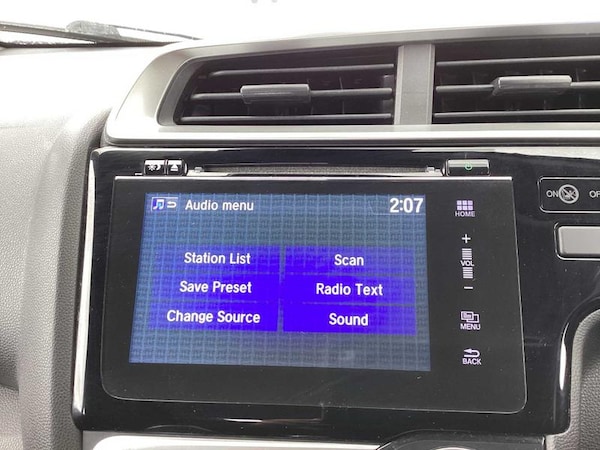 Audio menu 2:07
HOME
Station List Scan
Save Preset Radio Text
Change Source Sound
+
VOL
-
MENU
BACK
ON